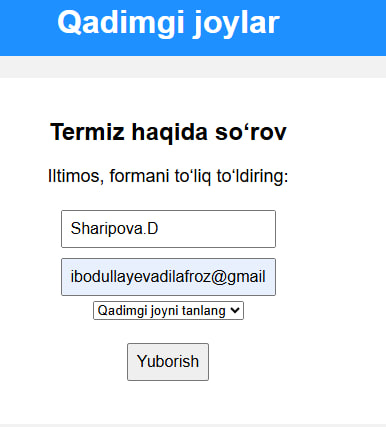 Qadimgi joylar
Termiz haqida so‘rov
Iltimos, formani to‘liq to‘ldiring:
Sharipova.D
ibodullayevadilafroz@gmail
Qadimgi joyni tanlang
Yuborish